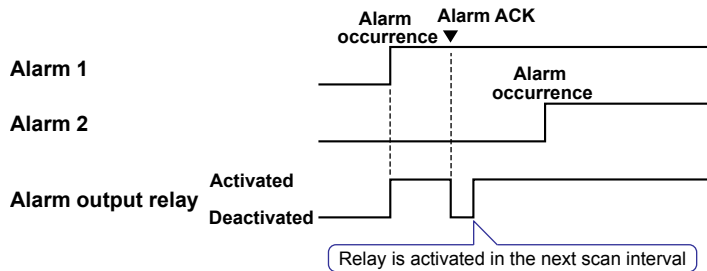 Alarm
occurrence
Alarm ACK
Alarm 1
Alarm
occurrence
Alarm 2
Activated
Alarm output relay
Deactivated
Relay is activated in the next scan interval